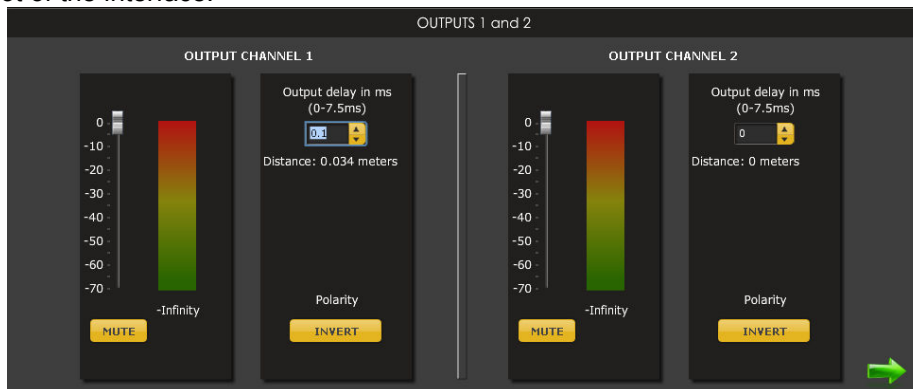 of the interface.
OUTPUTS 1 and 2
OUTPUT CHANNEL 1
0
-10
-20
-30
-40
-50
-60
-70
-Infinity
MUTE
Output delay in ms
(0-7.5ms)
0.1
Distance: 0.034 meters
Polarity
INVERT
OUTPUT CHANNEL 2
0
-10
-20
-30
-40
-50
-60
-70
-Infinity
MUTE
Output delay in ms
(0-7.5ms)
0
Distance: 0 meters
Polarity
INVERT